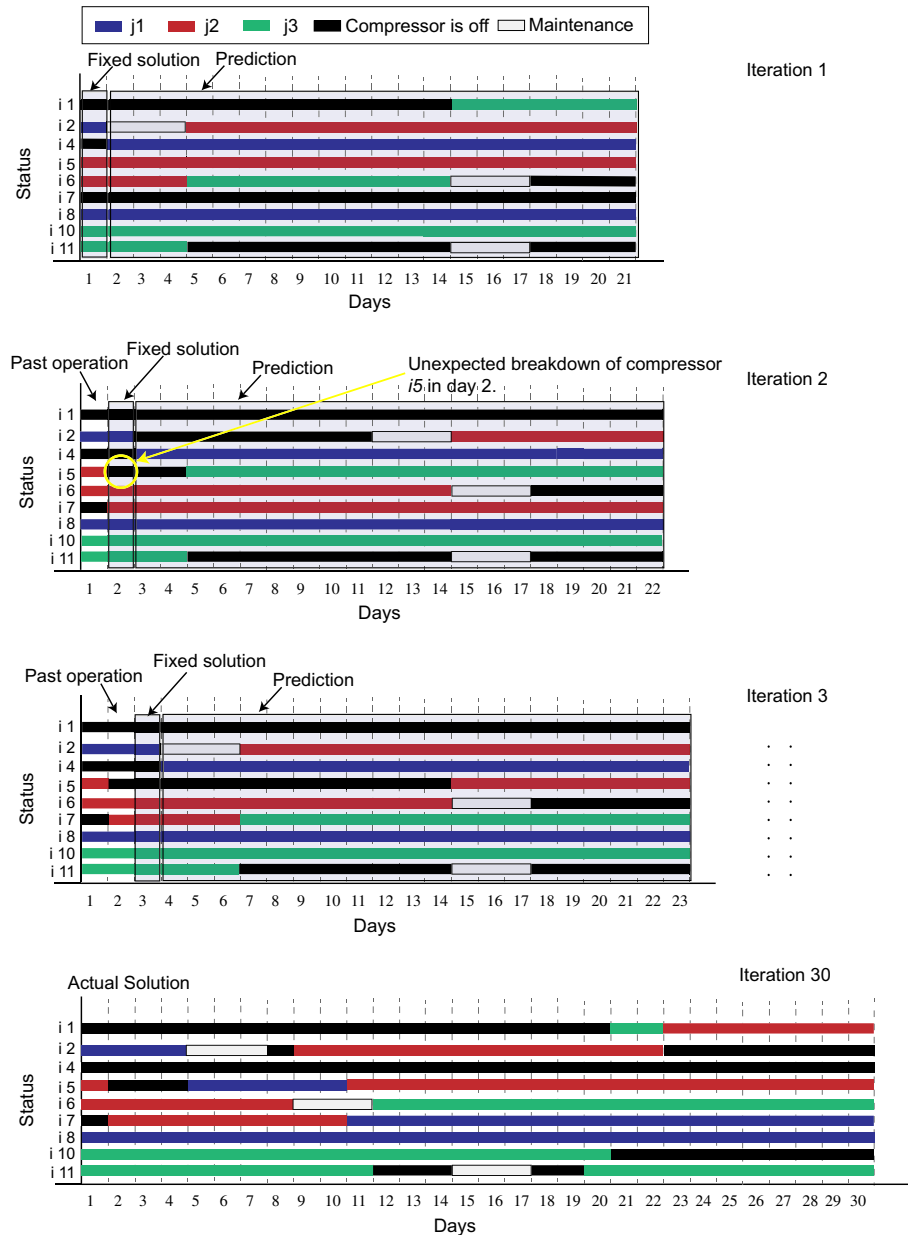 j1 j2 j3 Compressor is off Maintenance
Fixed solution
Prediction
Iteration 1
Status
i 1
i 2
i 4
i 5
i 6
i 7
i 8
i 10
i 11
1 2 3 4 5 6 7 8 9 10 11 12 13 14 15 16 17 18 19 20 21
Days
Past operation
Fixed solution
Prediction
Unexpected breakdown of compressor
i5 in day 2.
Iteration 2
Status
i 1
i 2
i 4
i 5
i 6
i 7
i 8
i 10
i 11
1 2 3 4 5 6 7 8 9 10 11 12 13 14 15 16 17 18 19 20 21 22
Days
Past operation
Fixed solution
Prediction
Iteration 3
Status
i 1
i 2
i 4
i 5
i 6
i 7
i 8
i 10
i 11
1 2 3 4 5 6 7 8 9 10 11 12 13 14 15 16 17 18 19 20 21 22 23
Days
Actual Solution
Iteration 30
Status
i 1
i 2
i 4
i 5
i 6
i 7
i 8
i 10
i 11
1 2 3 4 5 6 7 8 9 10 11 12 13 14 15 16 17 18 19 20 21 22 23 24 25 26 27 28 29 30
Days